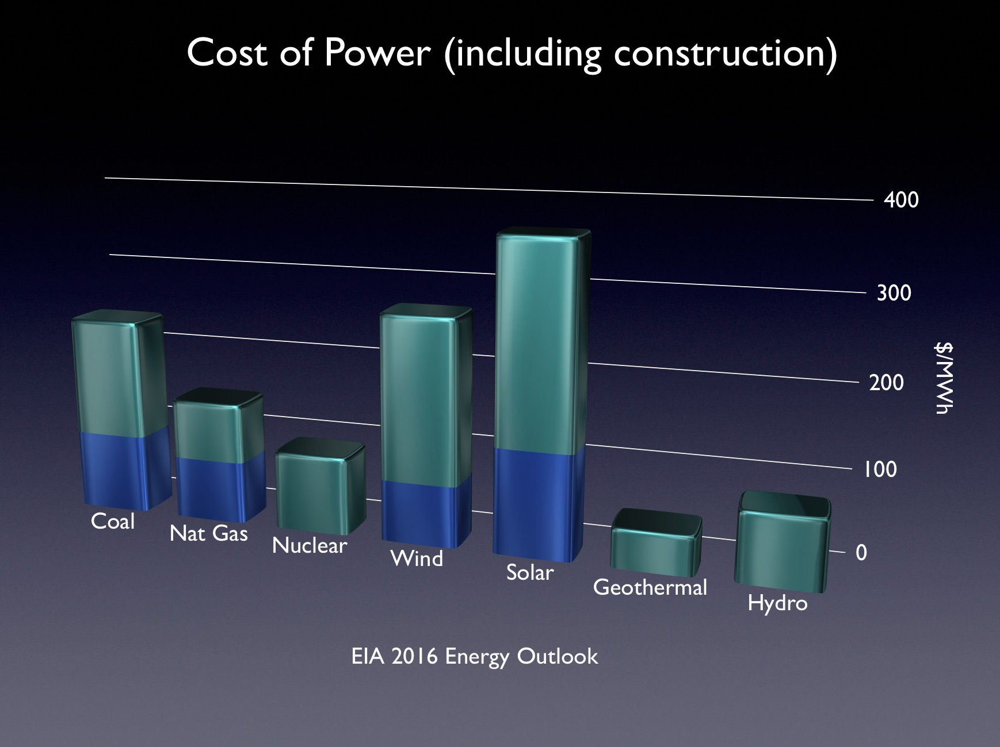 Cost of Power (including construction)
400
300
200
100
0
$/MWh
Coal
Nat Gas
Nuclear
Wind
Solar
Geothermal
Hydro
EIA 2016 Energy Outlook